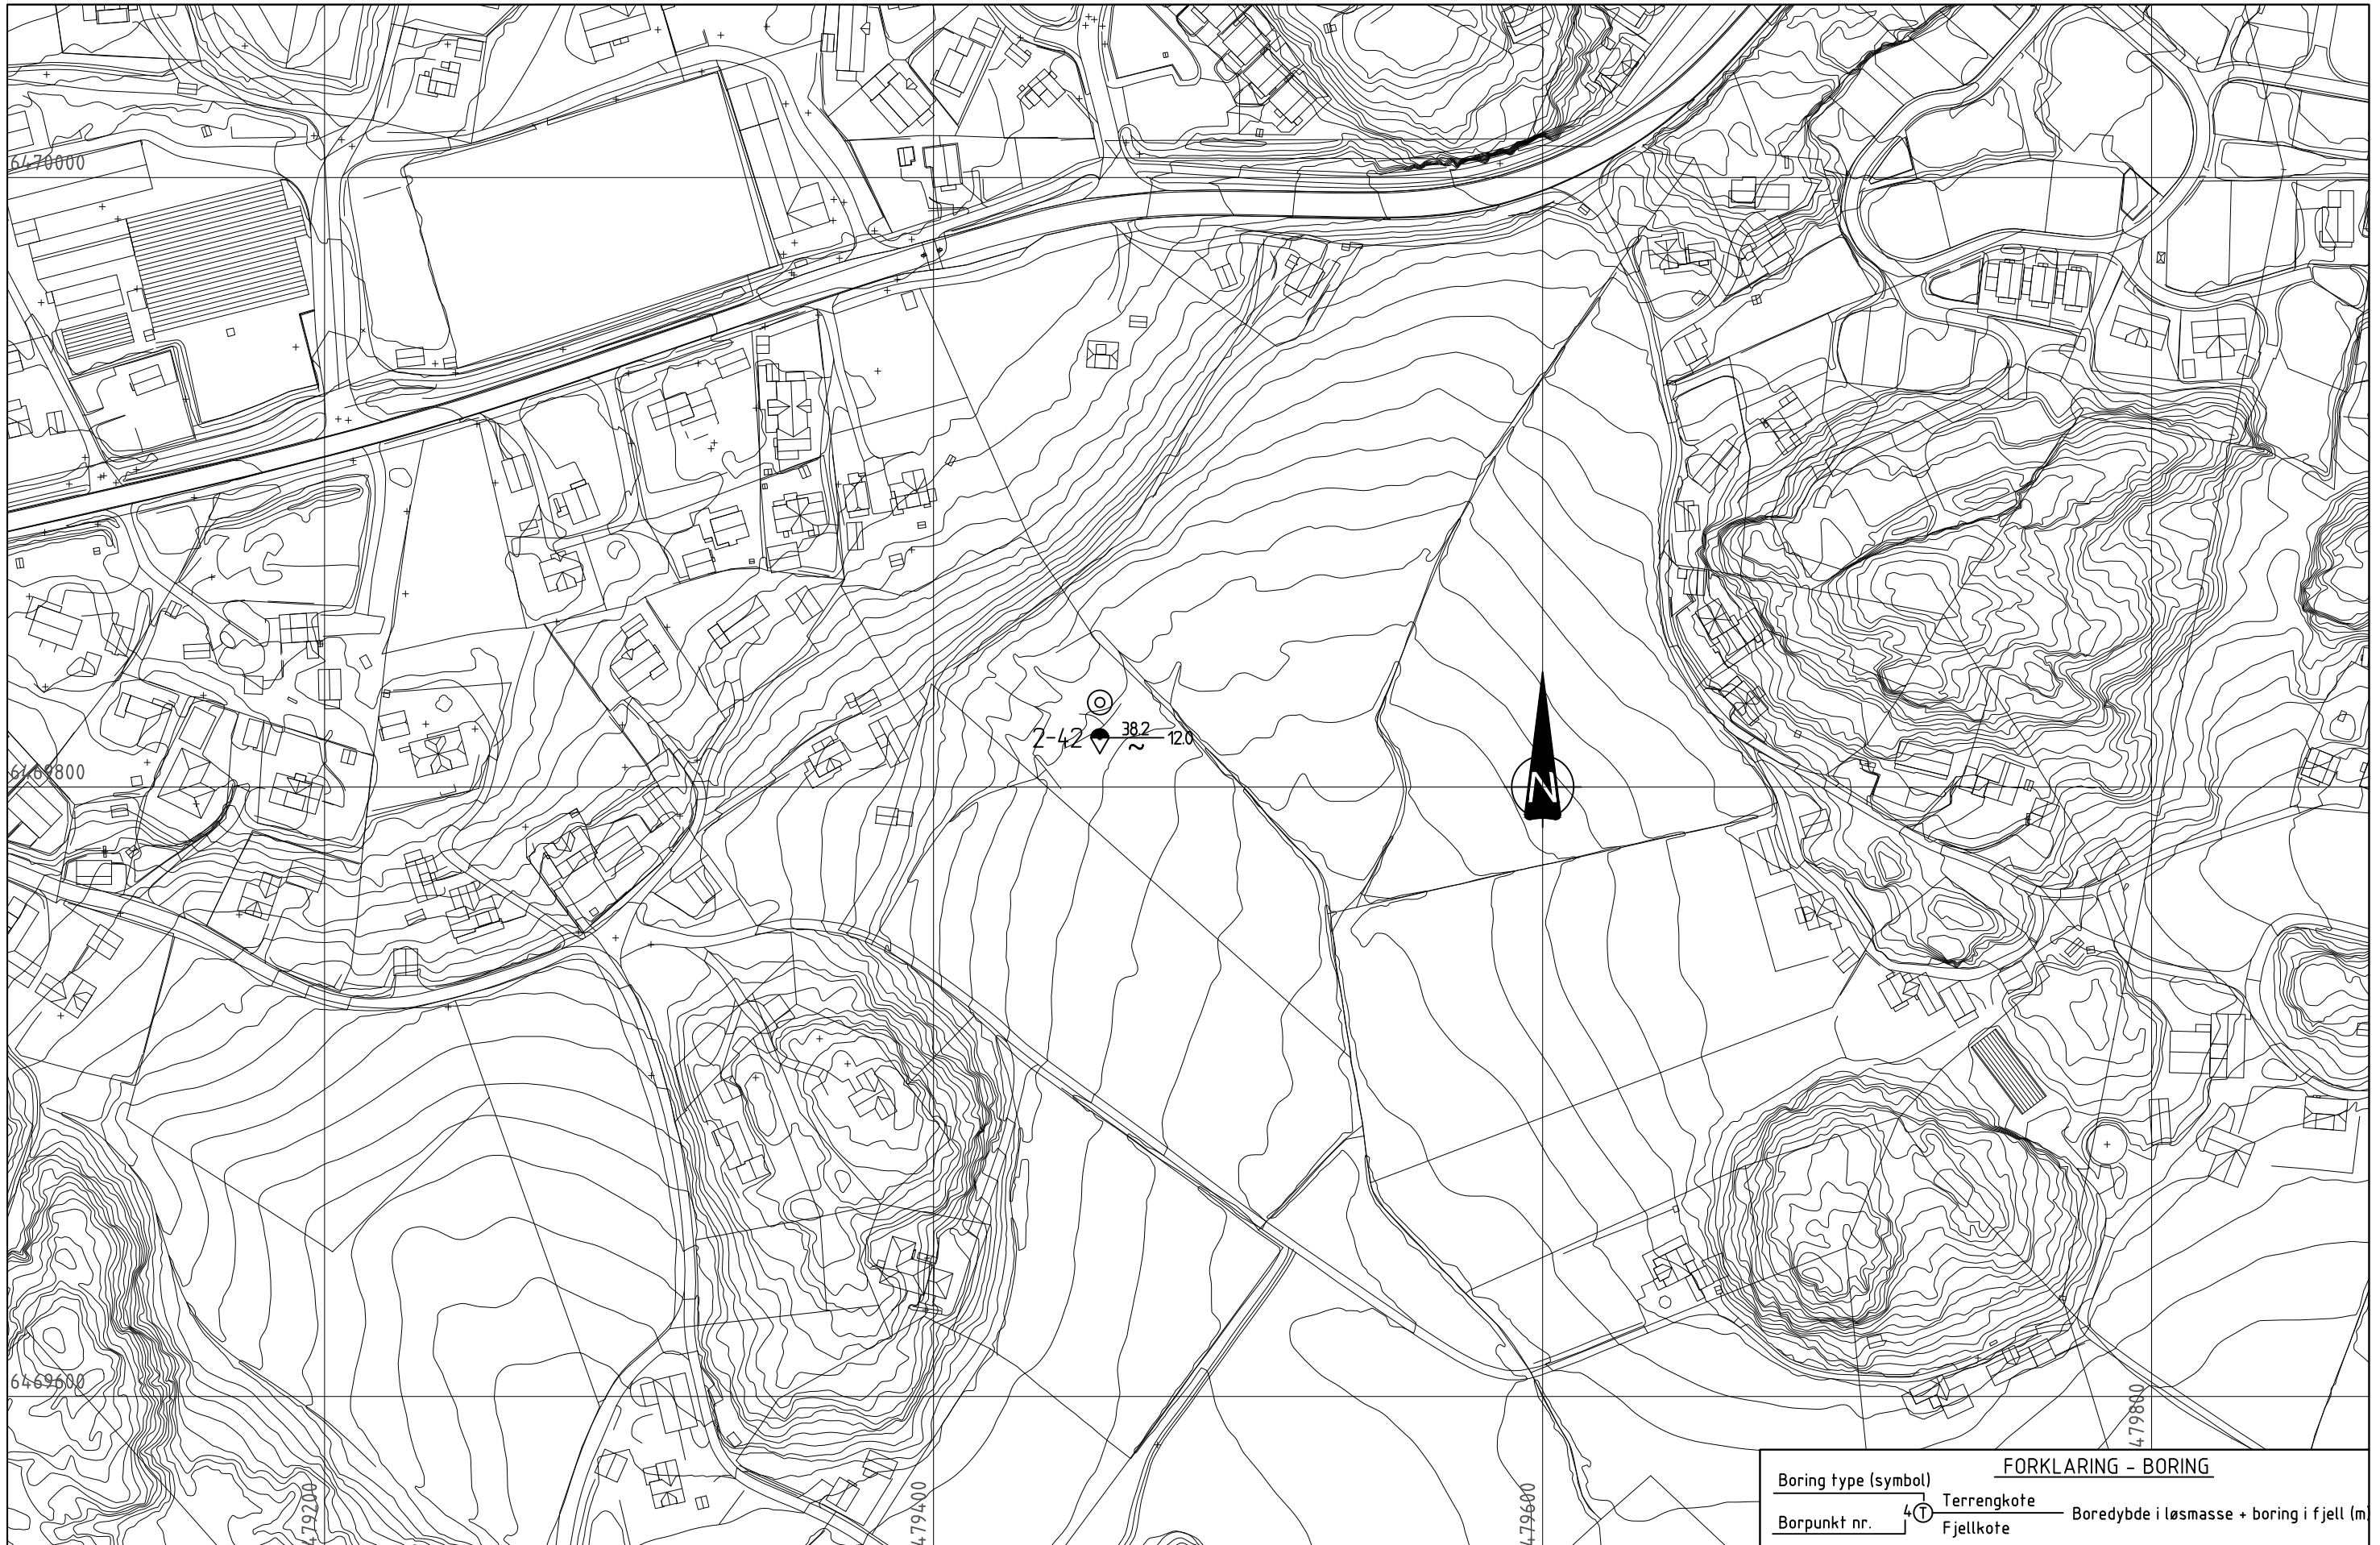 6470000
2-42 38.2 12.0
~
6469800
N
6469600
479200
479400
479600
479800
FORKLARING - BORING
Boring type (symbol)
4 T Terrengkote
Boredybde i løsmasse + boring i fjell (m)
Borpunkt nr.
Fjellkote